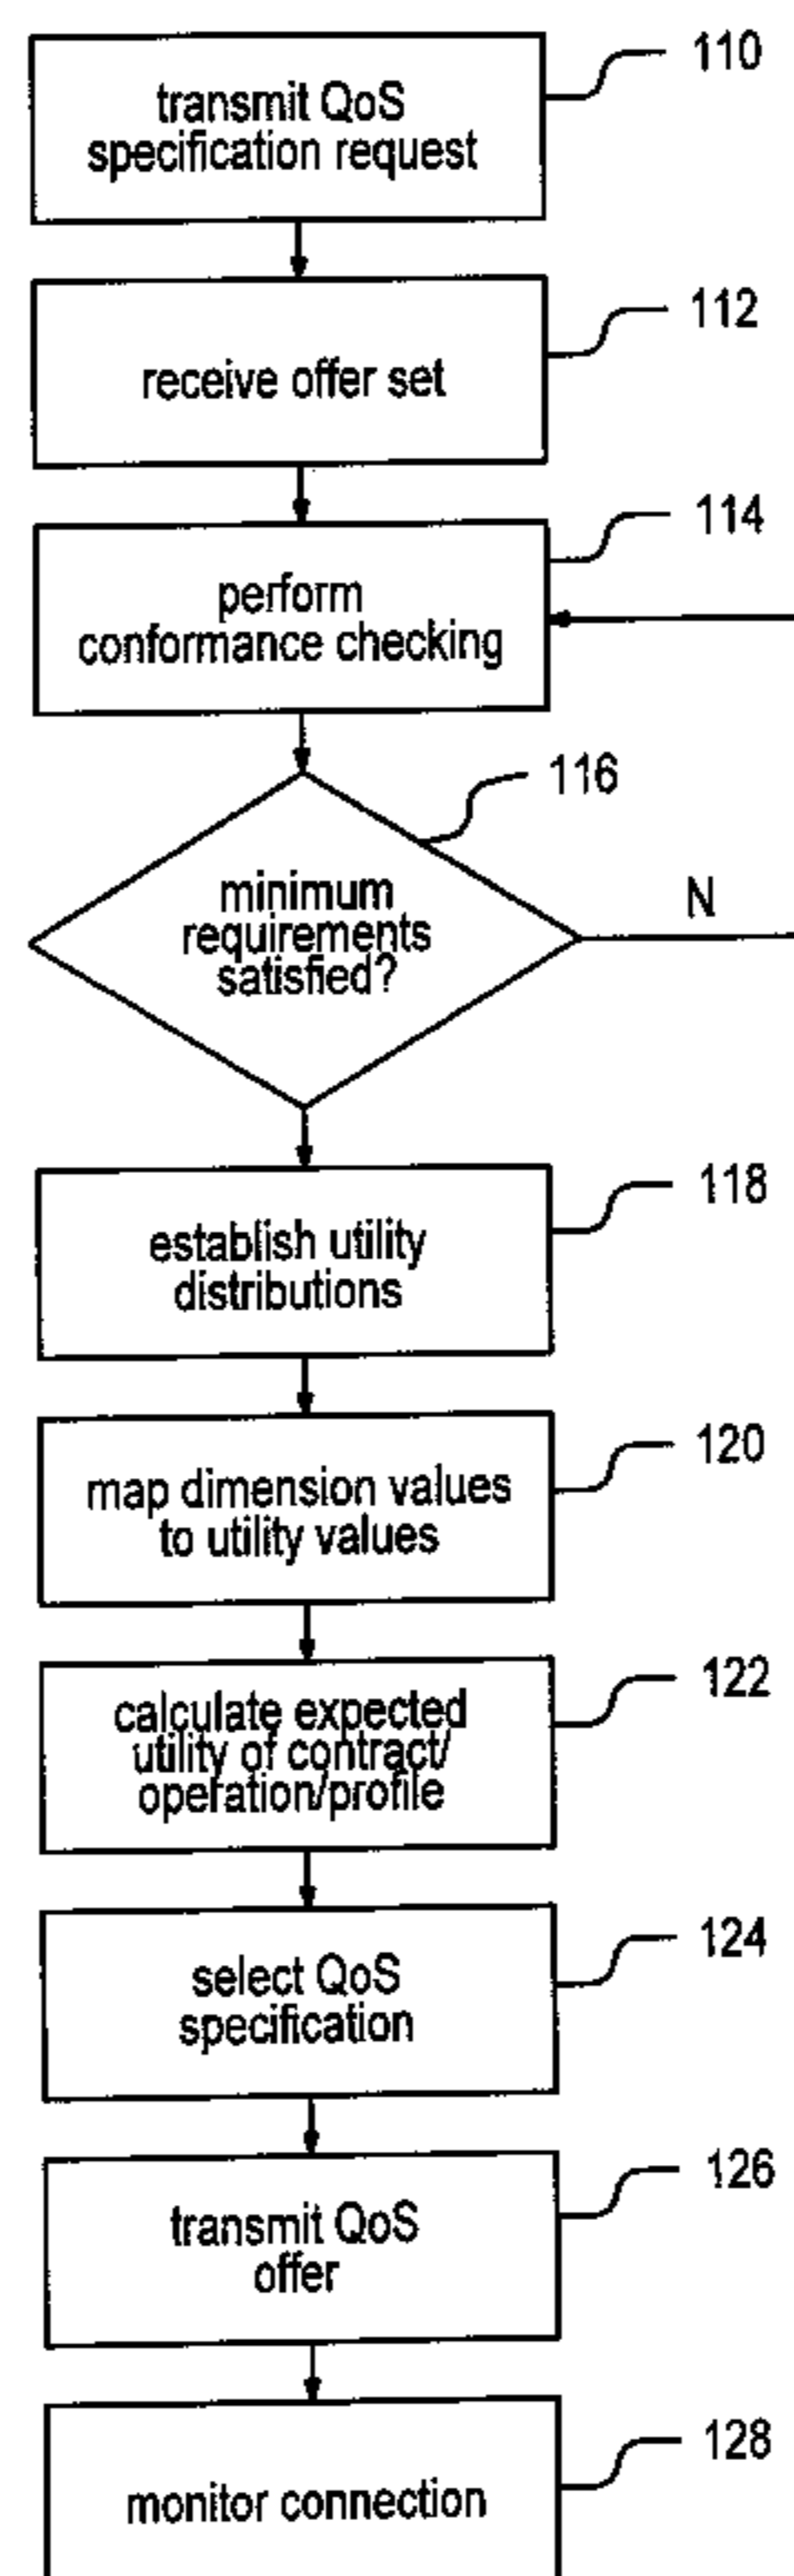 110
transmit QoS
specification request
112
receive offer set
114
perform
conformance checking
116
minimum
requirements
satisfied?
N
118
establish utility
distributions
120
map dimension values
to utility values
122
calculate expected
utility of contract/
operation/profile
124
select QoS
specification
126
transmit QoS
offer
128
monitor connection